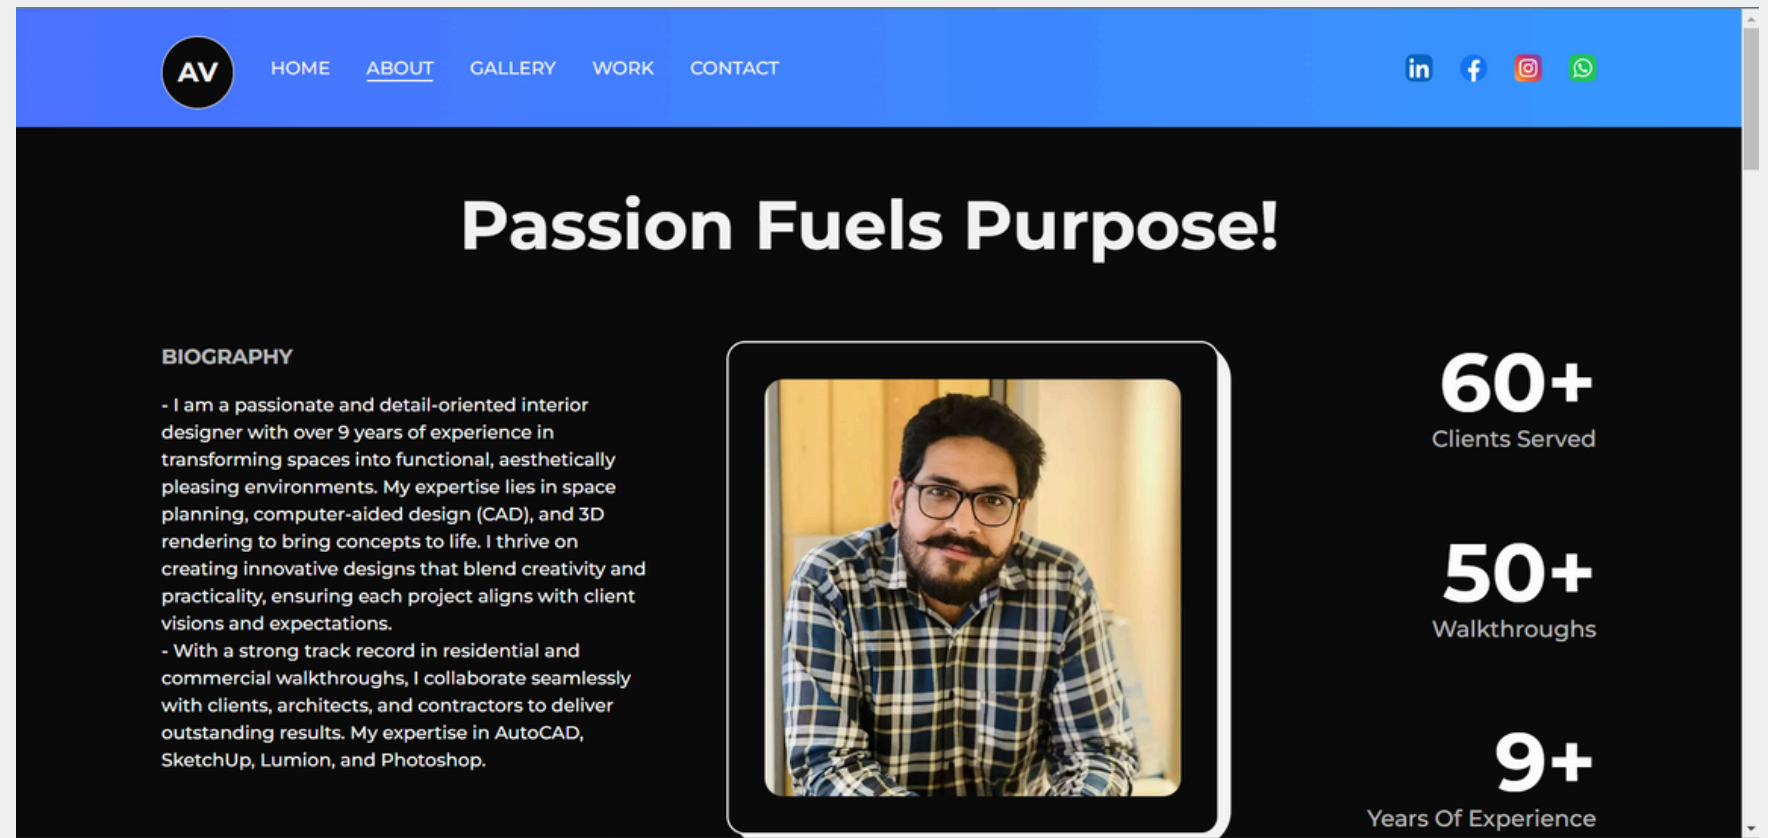 AV
HOME
ABOUT
GALLERY
WORK
CONTACT
in
Passion Fuels Purpose!
BIOGRAPHY
- I am a passionate and detail-oriented interior
designer with over 9 years of experience in
transforming spaces into functional, aesthetically
pleasing environments. My expertise lies in space
planning, computer-aided design (CAD), and 3D
rendering to bring concepts to life. I thrive on
creating innovative designs that blend creativity and
practicality, ensuring each project aligns with client
visions and expectations.
- With a strong track record in residential and
commercial walkthroughs, I collaborate seamlessly
with clients, architects, and contractors to deliver
outstanding results. My expertise in AutoCAD,
SketchUp, Lumion, and Photoshop.
60+
Clients Served
50+
Walkthroughs
9+
Years Of Experience